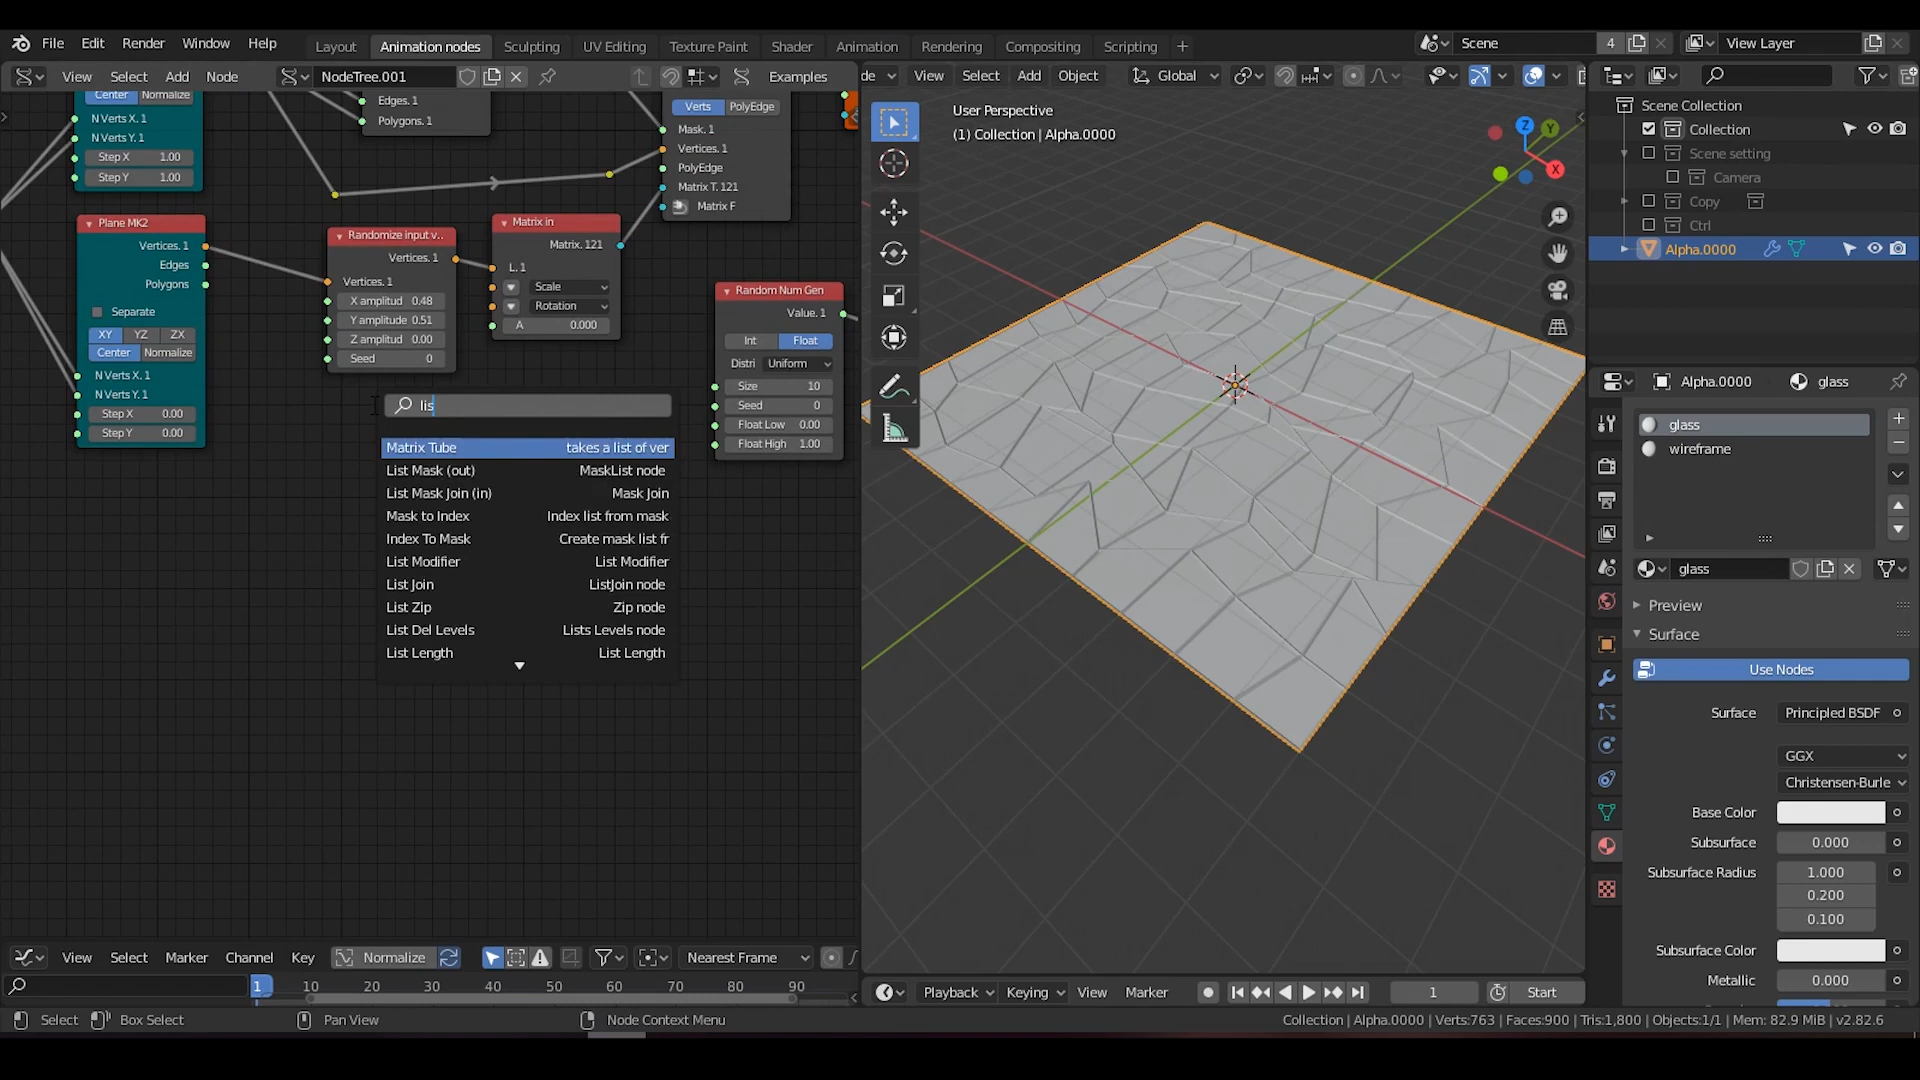 File Edit Render Window Help Layout Animation nodes Sculpting UV Editing Texture Paint Shader Animation Rendering Compositing Scripting + Scene 4 View Layer
View Select Add Node NodeTree.001 Examples
de View Select Add Object Global
Center Normalize
N Verts X. 1
N Verts Y. 1
Step X 1.00
Step Y 1.00
Edges. 1
Polygons. 1
Verts PolyEdge
Mask. 1
Vertices. 1
PolyEdge
Matrix T. 121
Matrix F
Plane MK2
Vertices. 1
Edges
Polygons
Separate
XY YZ ZX
Center Normalize
N Verts X. 1
N Verts Y. 1
Step X 0.00
Step Y 0.00
Randomize input v..
Vertices. 1
Vertices. 1
X amplitud 0.48
Y amplitude 0.51
Z amplitud 0.00
Seed 0
Matrix in
Matrix. 121
L. 1
Scale
Rotation
A 0.000
Random Num Gen
Value. 1
Int Float
Distri Uniform
Size 10
Seed 0
Float Low 0.00
Float High 1.00
lis
Matrix Tube takes a list of ver
List Mask (out) MaskList node
List Mask Join (in) Mask Join
Mask to Index Index list from mask
Index To Mask Create mask list fr
List Modifier List Modifier
List Join ListJoin node
List Zip Zip node
List Del Levels Lists Levels node
List Length List Length
User Perspective
(1) Collection | Alpha.0000
Z Y X
Scene Collection
Collection
Scene setting
Camera
Copy
Ctrl
Alpha.0000
Alpha.0000 glass
glass
wireframe
glass
Preview
Surface
Use Nodes
Surface Principled BSDF
GGX
Christensen-Burle
Base Color
Subsurface 0.000
Subsurface Radius 1.000
0.200
0.100
Subsurface Color
Metallic 0.000
View Select Marker Channel Key Normalize Nearest Frame
1 10 20 30 40 50 60 70 80 90
Playback Keying View Marker 1 Start
Select Box Select Pan View Node Context Menu Collection | Alpha.0000 | Verts:763 | Faces:900 | Tris:1,800 | Objects:1/1 | Mem: 82.9 MiB | v2.82.6